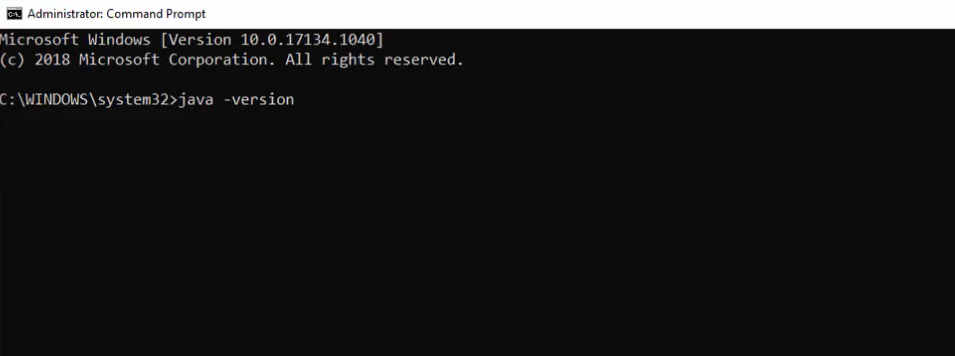 Administrator: Command Prompt
Microsoft Windows [Version 10.0.17134.1040]
(c) 2018 Microsoft Corporation. All rights reserved.
C:\WINDOWS\system32>java -version